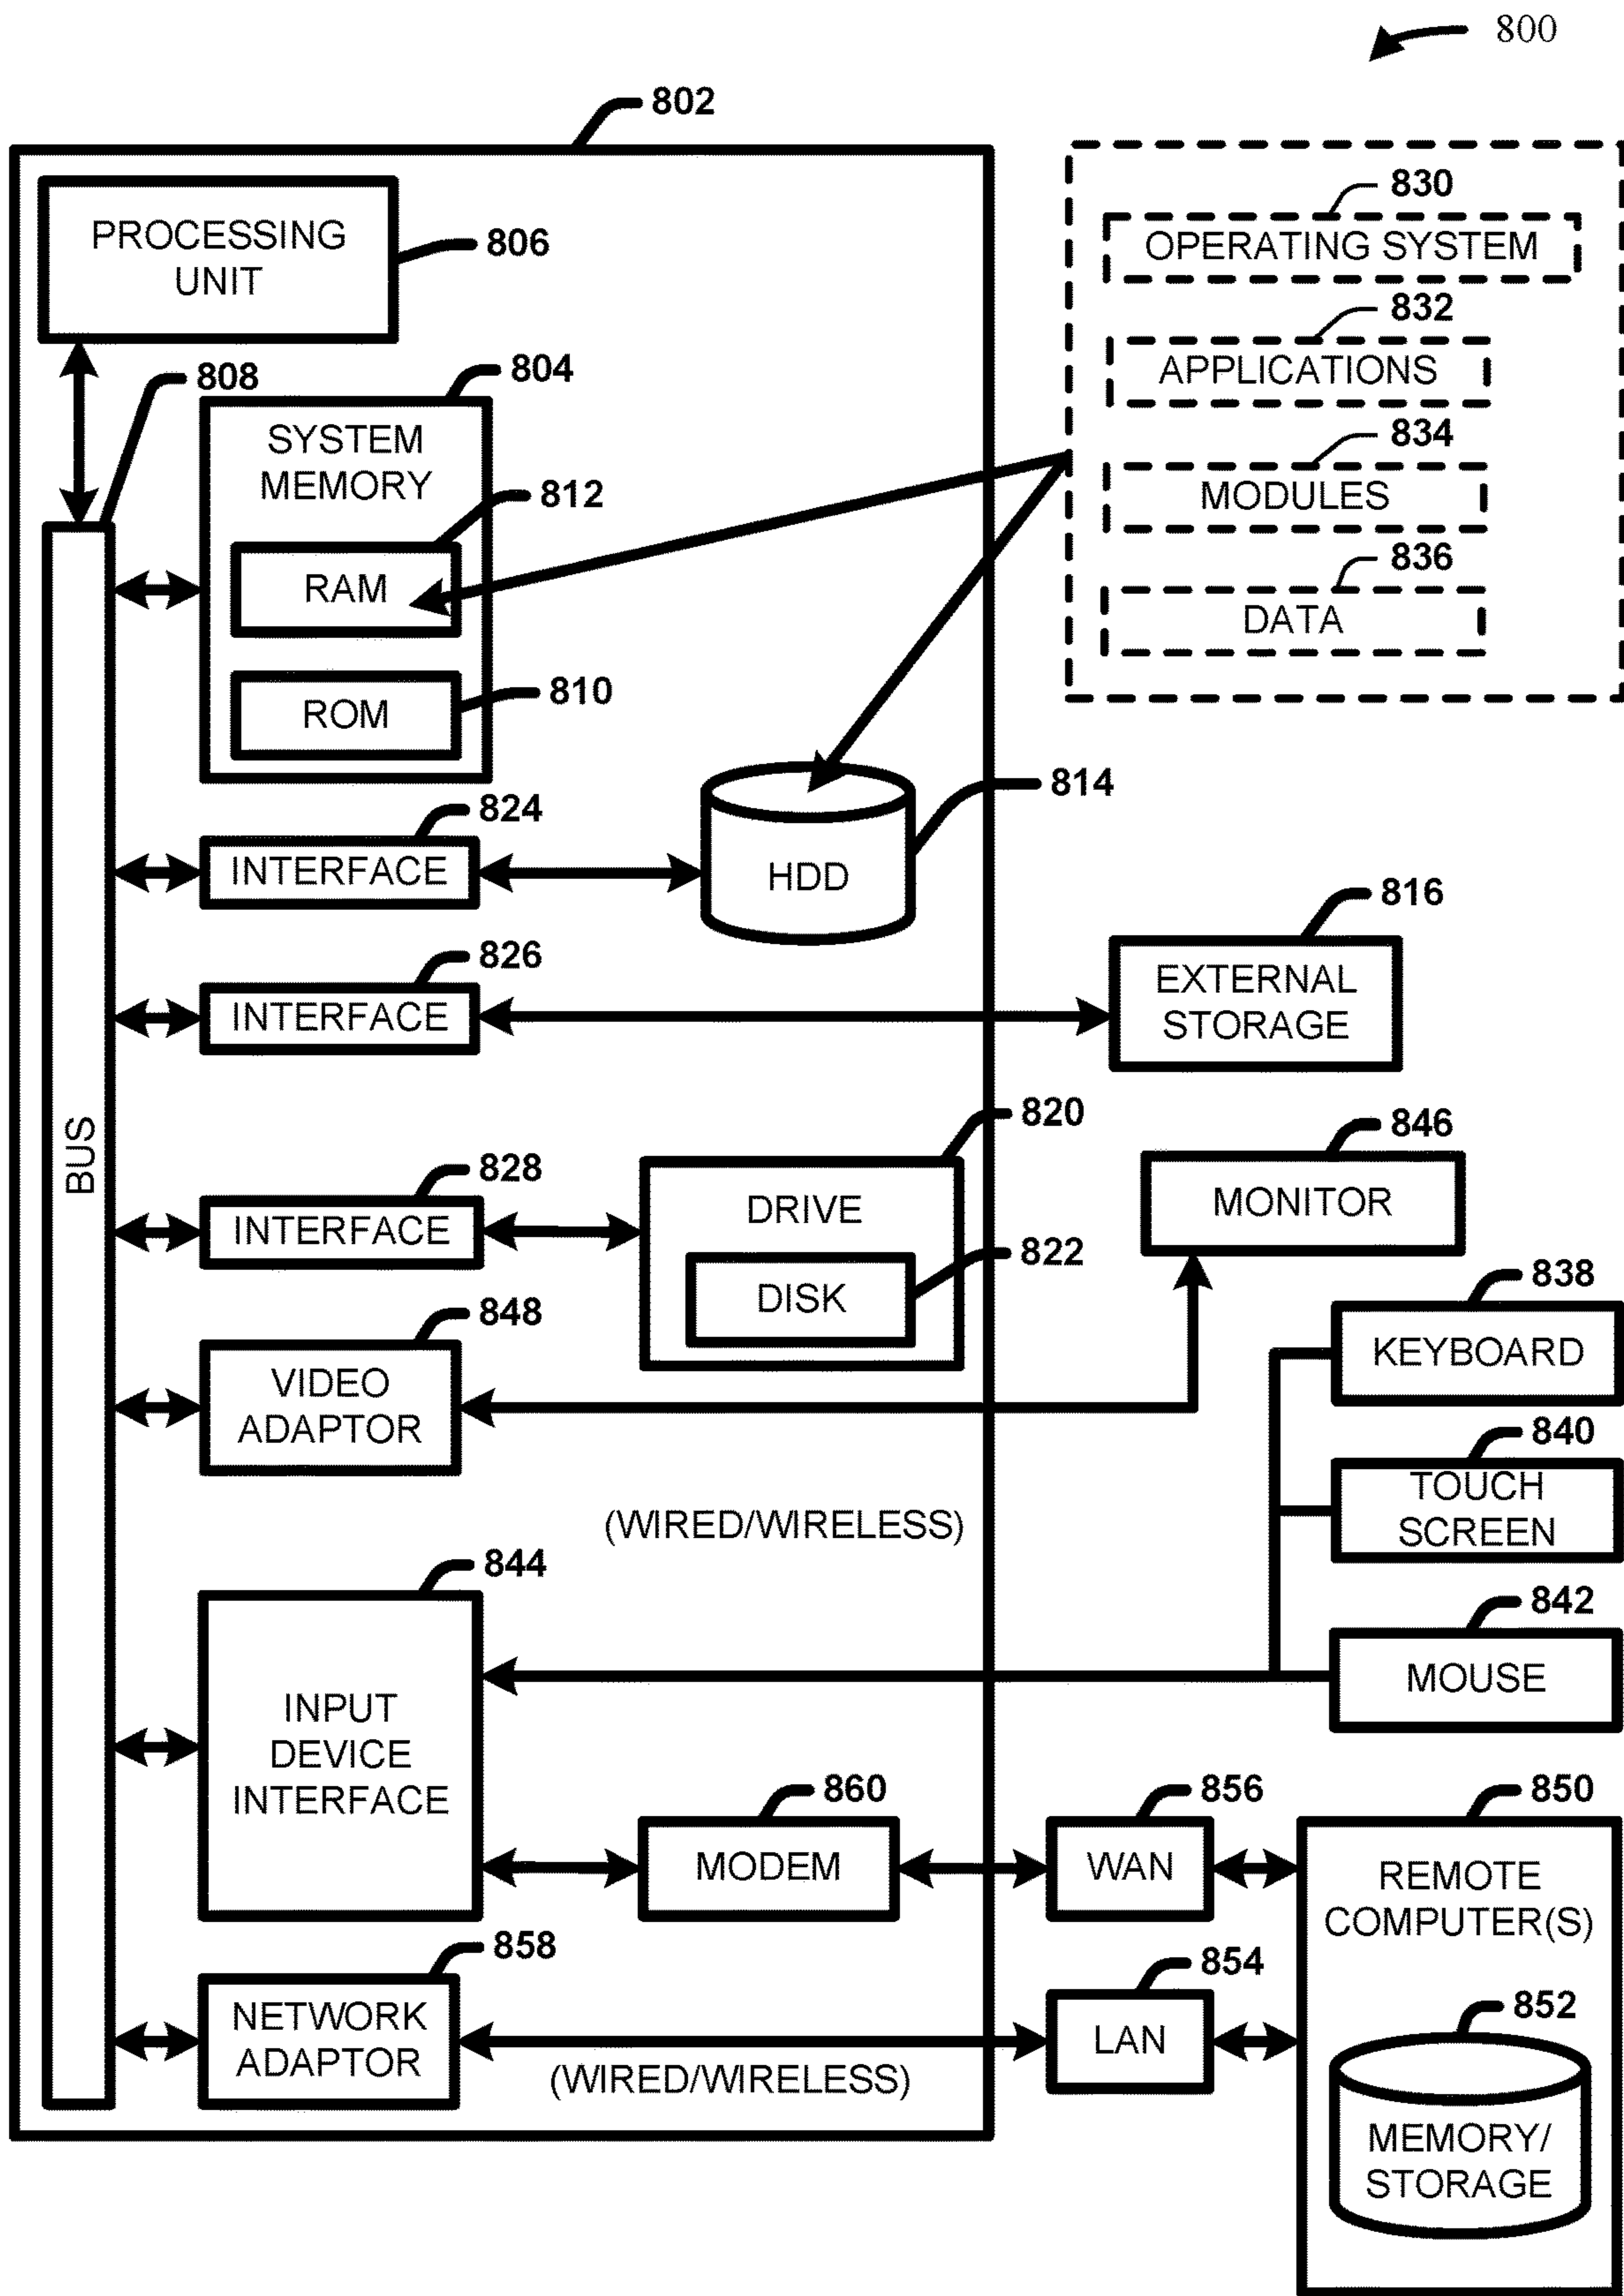 800
802
PROCESSING
UNIT
806
830
OPERATING SYSTEM
832
APPLICATIONS
834
MODULES
836
DATA
808
804
SYSTEM
MEMORY
812
RAM
810
ROM
BUS
824
INTERFACE
814
HDD
826
INTERFACE
816
EXTERNAL
STORAGE
828
INTERFACE
820
DRIVE
822
DISK
846
MONITOR
848
VIDEO
ADAPTOR
838
KEYBOARD
840
TOUCH
SCREEN
(WIRED/WIRELESS)
842
MOUSE
844
INPUT
DEVICE
INTERFACE
860
MODEM
856
WAN
850
REMOTE
COMPUTER(S)
858
NETWORK
ADAPTOR
(WIRED/WIRELESS)
854
LAN
852
MEMORY/
STORAGE